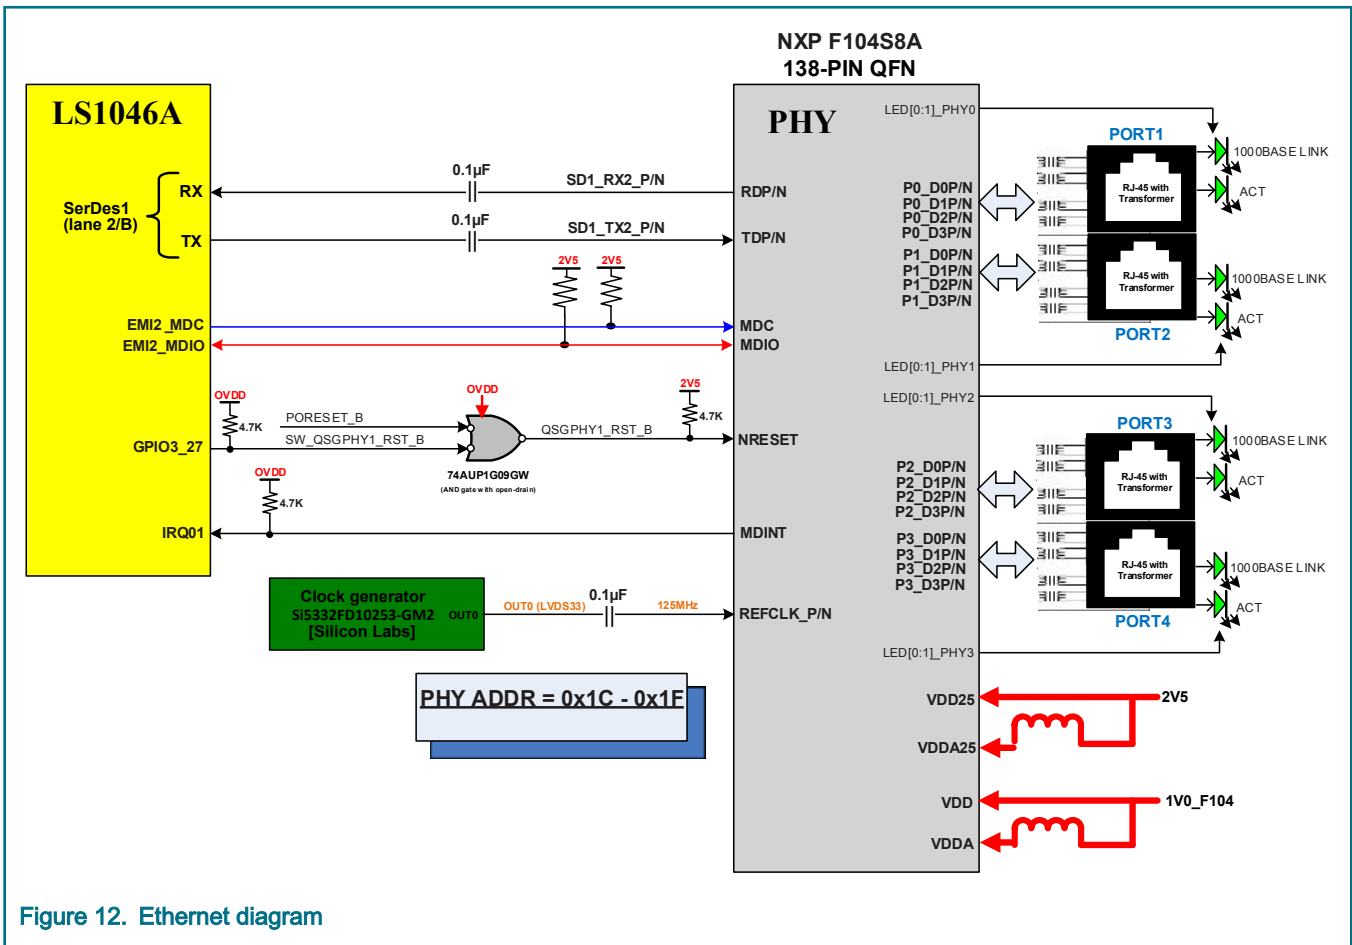 NXP F104S8A
138-PIN QFN
LS1046A
PHY
SerDes1
(lane 2/B)
RX
0.1µF
SD1_RX2_P/N
RDP/N
TX
0.1µF
SD1_TX2_P/N
TDP/N
2V5
2V5
EMI2_MDC
MDC
EMI2_MDIO
MDIO
OVDD
4.7K
PORESET_B
SW_QSGPHY1_RST_B
GPIO3_27
OVDD
74AUP1G09GW
(AND gate with open-drain)
QSGPHY1_RST_B
2V5
4.7K
NRESET
OVDD
4.7K
IRQ01
MDINT
Clock generator
Si5332FD10253-GM2
[Silicon Labs]
OUT0
OUT0 (LVDS33)
0.1µF
125MHz
REFCLK_P/N
PHY ADDR = 0x1C - 0x1F
LED[0:1]_PHY0
P0_D0P/N
P0_D1P/N
P0_D2P/N
P0_D3P/N
P1_D0P/N
P1_D1P/N
P1_D2P/N
P1_D3P/N
LED[0:1]_PHY1
LED[0:1]_PHY2
P2_D0P/N
P2_D1P/N
P2_D2P/N
P2_D3P/N
P3_D0P/N
P3_D1P/N
P3_D2P/N
P3_D3P/N
LED[0:1]_PHY3
PORT1
RJ-45 with
Transformer
1000BASE LINK
ACT
RJ-45 with
Transformer
1000BASE LINK
ACT
PORT2
PORT3
RJ-45 with
Transformer
1000BASE LINK
ACT
RJ-45 with
Transformer
1000BASE LINK
ACT
PORT4
VDD25
2V5
VDDA25
VDD
1V0_F104
VDDA
Figure 12. Ethernet diagram